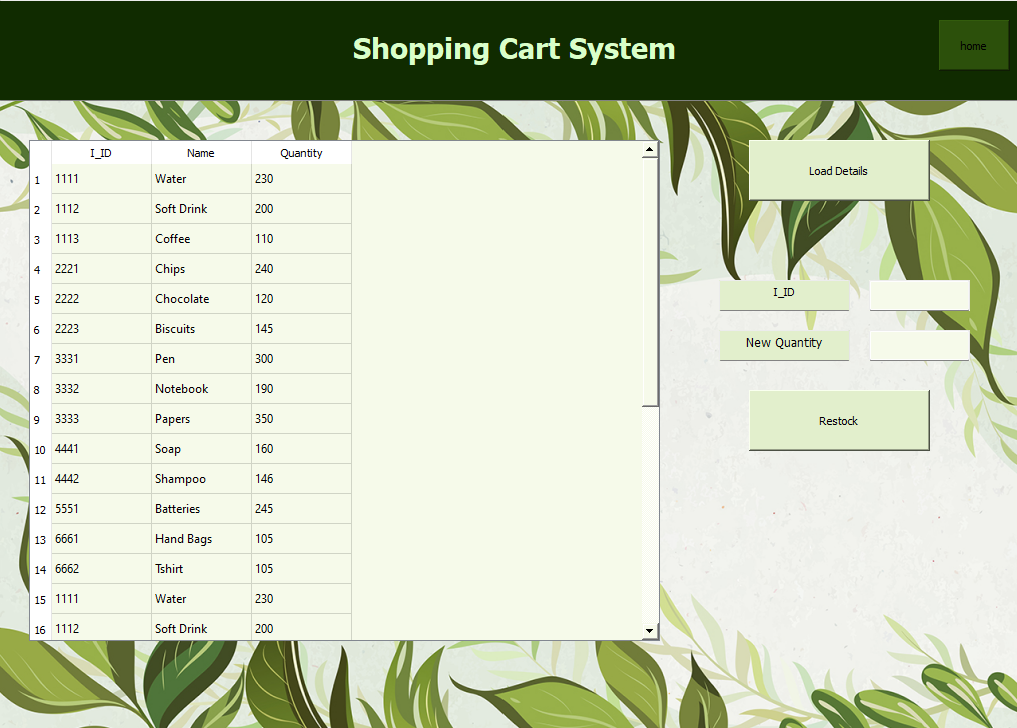 Shopping Cart System
home
I_ID Name Quantity
1 1111 Water 230
2 1112 Soft Drink 200
3 1113 Coffee 110
4 2221 Chips 240
5 2222 Chocolate 120
6 2223 Biscuits 145
7 3331 Pen 300
8 3332 Notebook 190
9 3333 Papers 350
10 4441 Soap 160
11 4442 Shampoo 146
12 5551 Batteries 245
13 6661 Hand Bags 105
14 6662 Tshirt 105
15 1111 Water 230
16 1112 Soft Drink 200
Load Details
I_ID
New Quantity
Restock